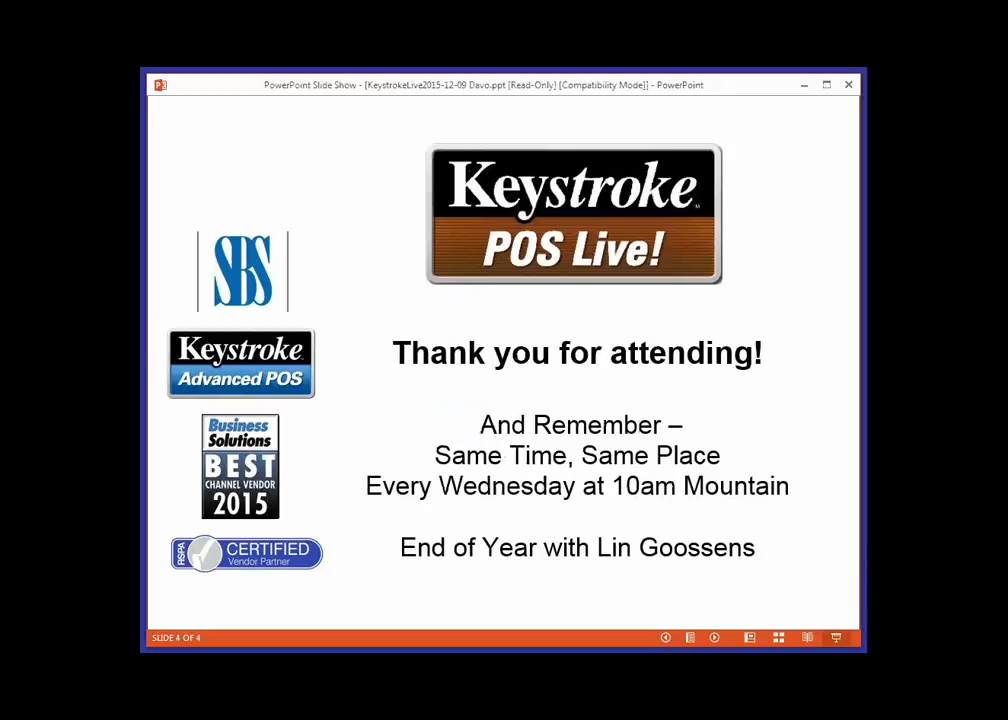 PowerPoint Slide Show - [KeystrokeLive2015-12-09 Davo.ppt [Read-Only] [Compatibility Mode]] - PowerPoint
Keystroke™
POS Live!
SBS
Keystroke
Advanced POS
Business
Solutions
BEST
CHANNEL VENDOR
2015
RSPA
CERTIFIED
Vendor Partner
Thank you for attending!
And Remember –
Same Time, Same Place
Every Wednesday at 10am Mountain
End of Year with Lin Goossens
SLIDE 4 OF 4